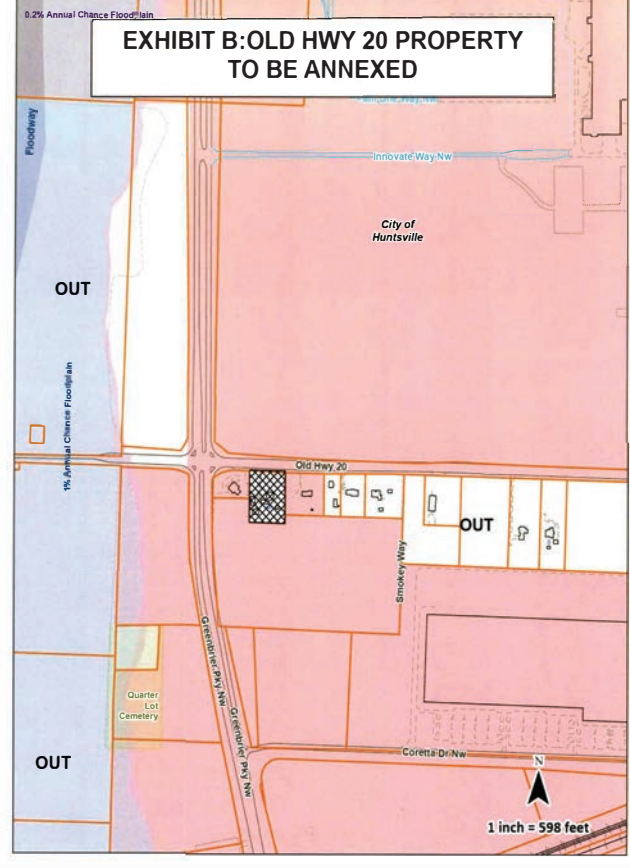 0.2% Annual Chance Floodplain
EXHIBIT B:OLD HWY 20 PROPERTY
TO BE ANNEXED
Floodway
Innovate Way Nw
City of
Huntsville
OUT
1% Annual Chance Floodplain
Old Hwy 20
OUT
Smokey Way
Greenbrier Pky Nw
Quarter
Lot
Cemetery
Greenbrier Pky Nw
OUT
Coretta Dr Nw
N
1 inch = 598 feet